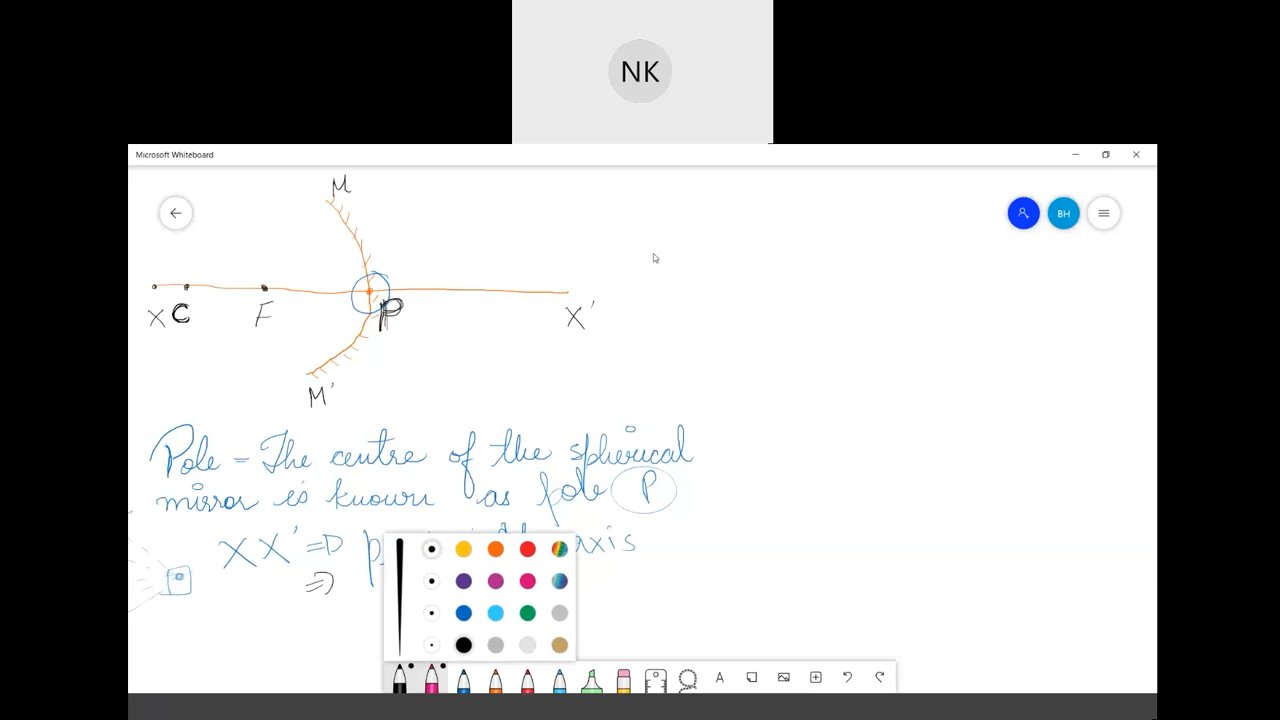 NK
Microsoft Whiteboard
M
BH
X C F P X'
M'
Pole = The centre of the spherical
mirror is known as pole P
XX' => axis
=>
A